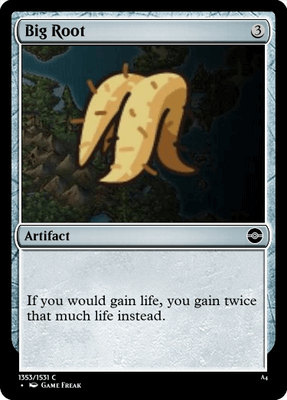 Big Root 3
Artifact
If you would gain life, you gain twice
that much life instead.
1353/1531 C
A4
• GAME FREAK